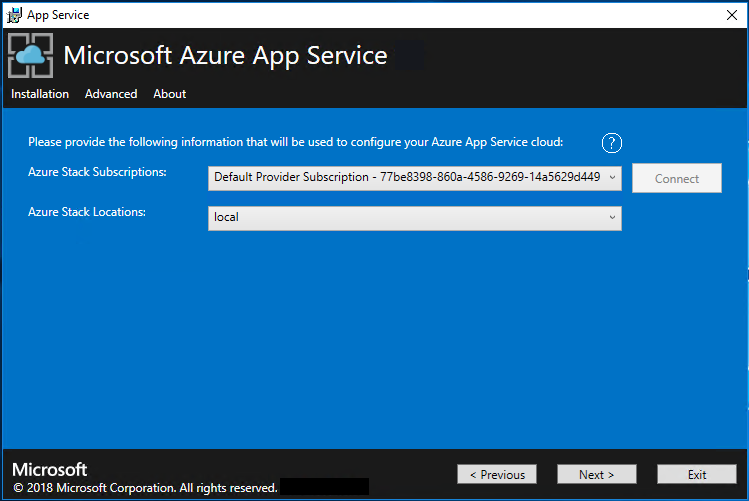 App Service
Microsoft Azure App Service
Installation Advanced About
Please provide the following information that will be used to configure your Azure App Service cloud: ?
Azure Stack Subscriptions: Default Provider Subscription - 77be8398-860a-4586-9269-14a5629d449 Connect
Azure Stack Locations: local
Microsoft
© 2018 Microsoft Corporation. All rights reserved.
< Previous Next > Exit